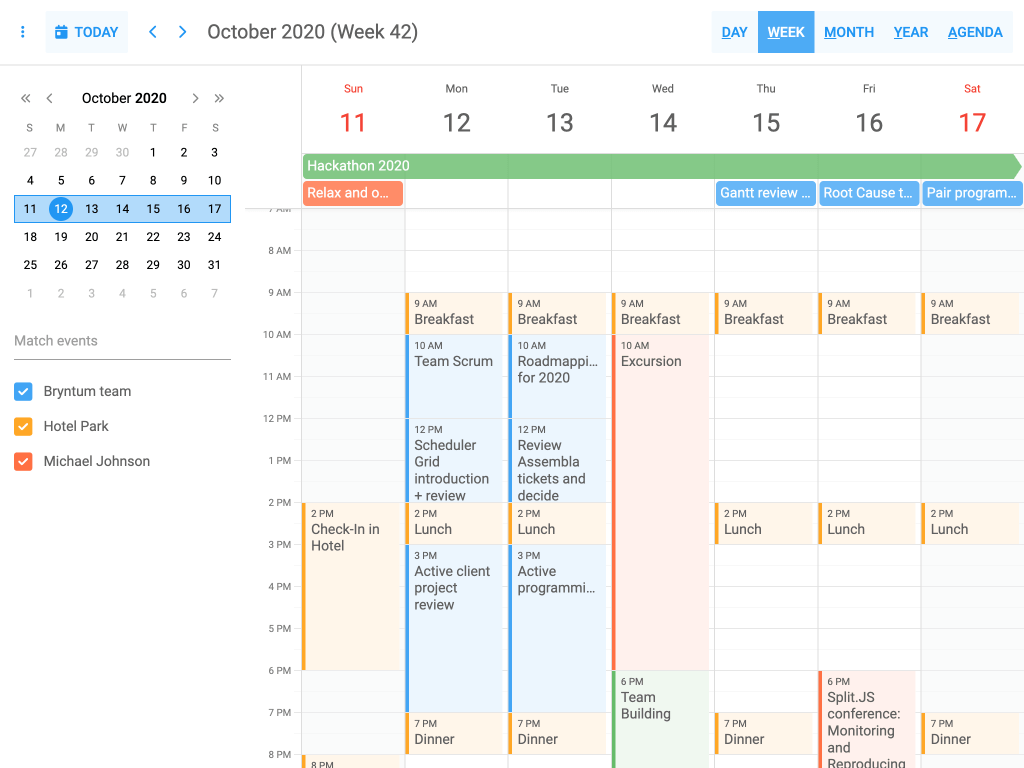 TODAY
October 2020 (Week 42)
DAY
WEEK
MONTH
YEAR
AGENDA
October 2020
S M T W T F S
27 28 29 30 1 2 3
4 5 6 7 8 9 10
11 12 13 14 15 16 17
18 19 20 21 22 23 24
25 26 27 28 29 30 31
1 2 3 4 5 6 7
Match events
Bryntum team
Hotel Park
Michael Johnson
Sun Mon Tue Wed Thu Fri Sat
11 12 13 14 15 16 17
Hackathon 2020
Relax and o...
Gantt review ...
Root Cause t...
Pair program...
7 AM
8 AM
9 AM
10 AM
11 AM
12 PM
1 PM
2 PM
3 PM
4 PM
5 PM
6 PM
7 PM
8 PM
2 PM
Check-In in
Hotel
8 PM
9 AM
Breakfast
10 AM
Team Scrum
12 PM
Scheduler
Grid
introduction
+ review
2 PM
Lunch
3 PM
Active client
project
review
7 PM
Dinner
9 AM
Breakfast
10 AM
Roadmappi...
for 2020
12 PM
Review
Assembla
tickets and
decide
2 PM
Lunch
3 PM
Active
programmi...
7 PM
Dinner
9 AM
Breakfast
10 AM
Excursion
6 PM
Team
Building
9 AM
Breakfast
2 PM
Lunch
7 PM
Dinner
9 AM
Breakfast
2 PM
Lunch
6 PM
Split.JS
conference:
Monitoring
and
Reproducing
9 AM
Breakfast
2 PM
Lunch
7 PM
Dinner